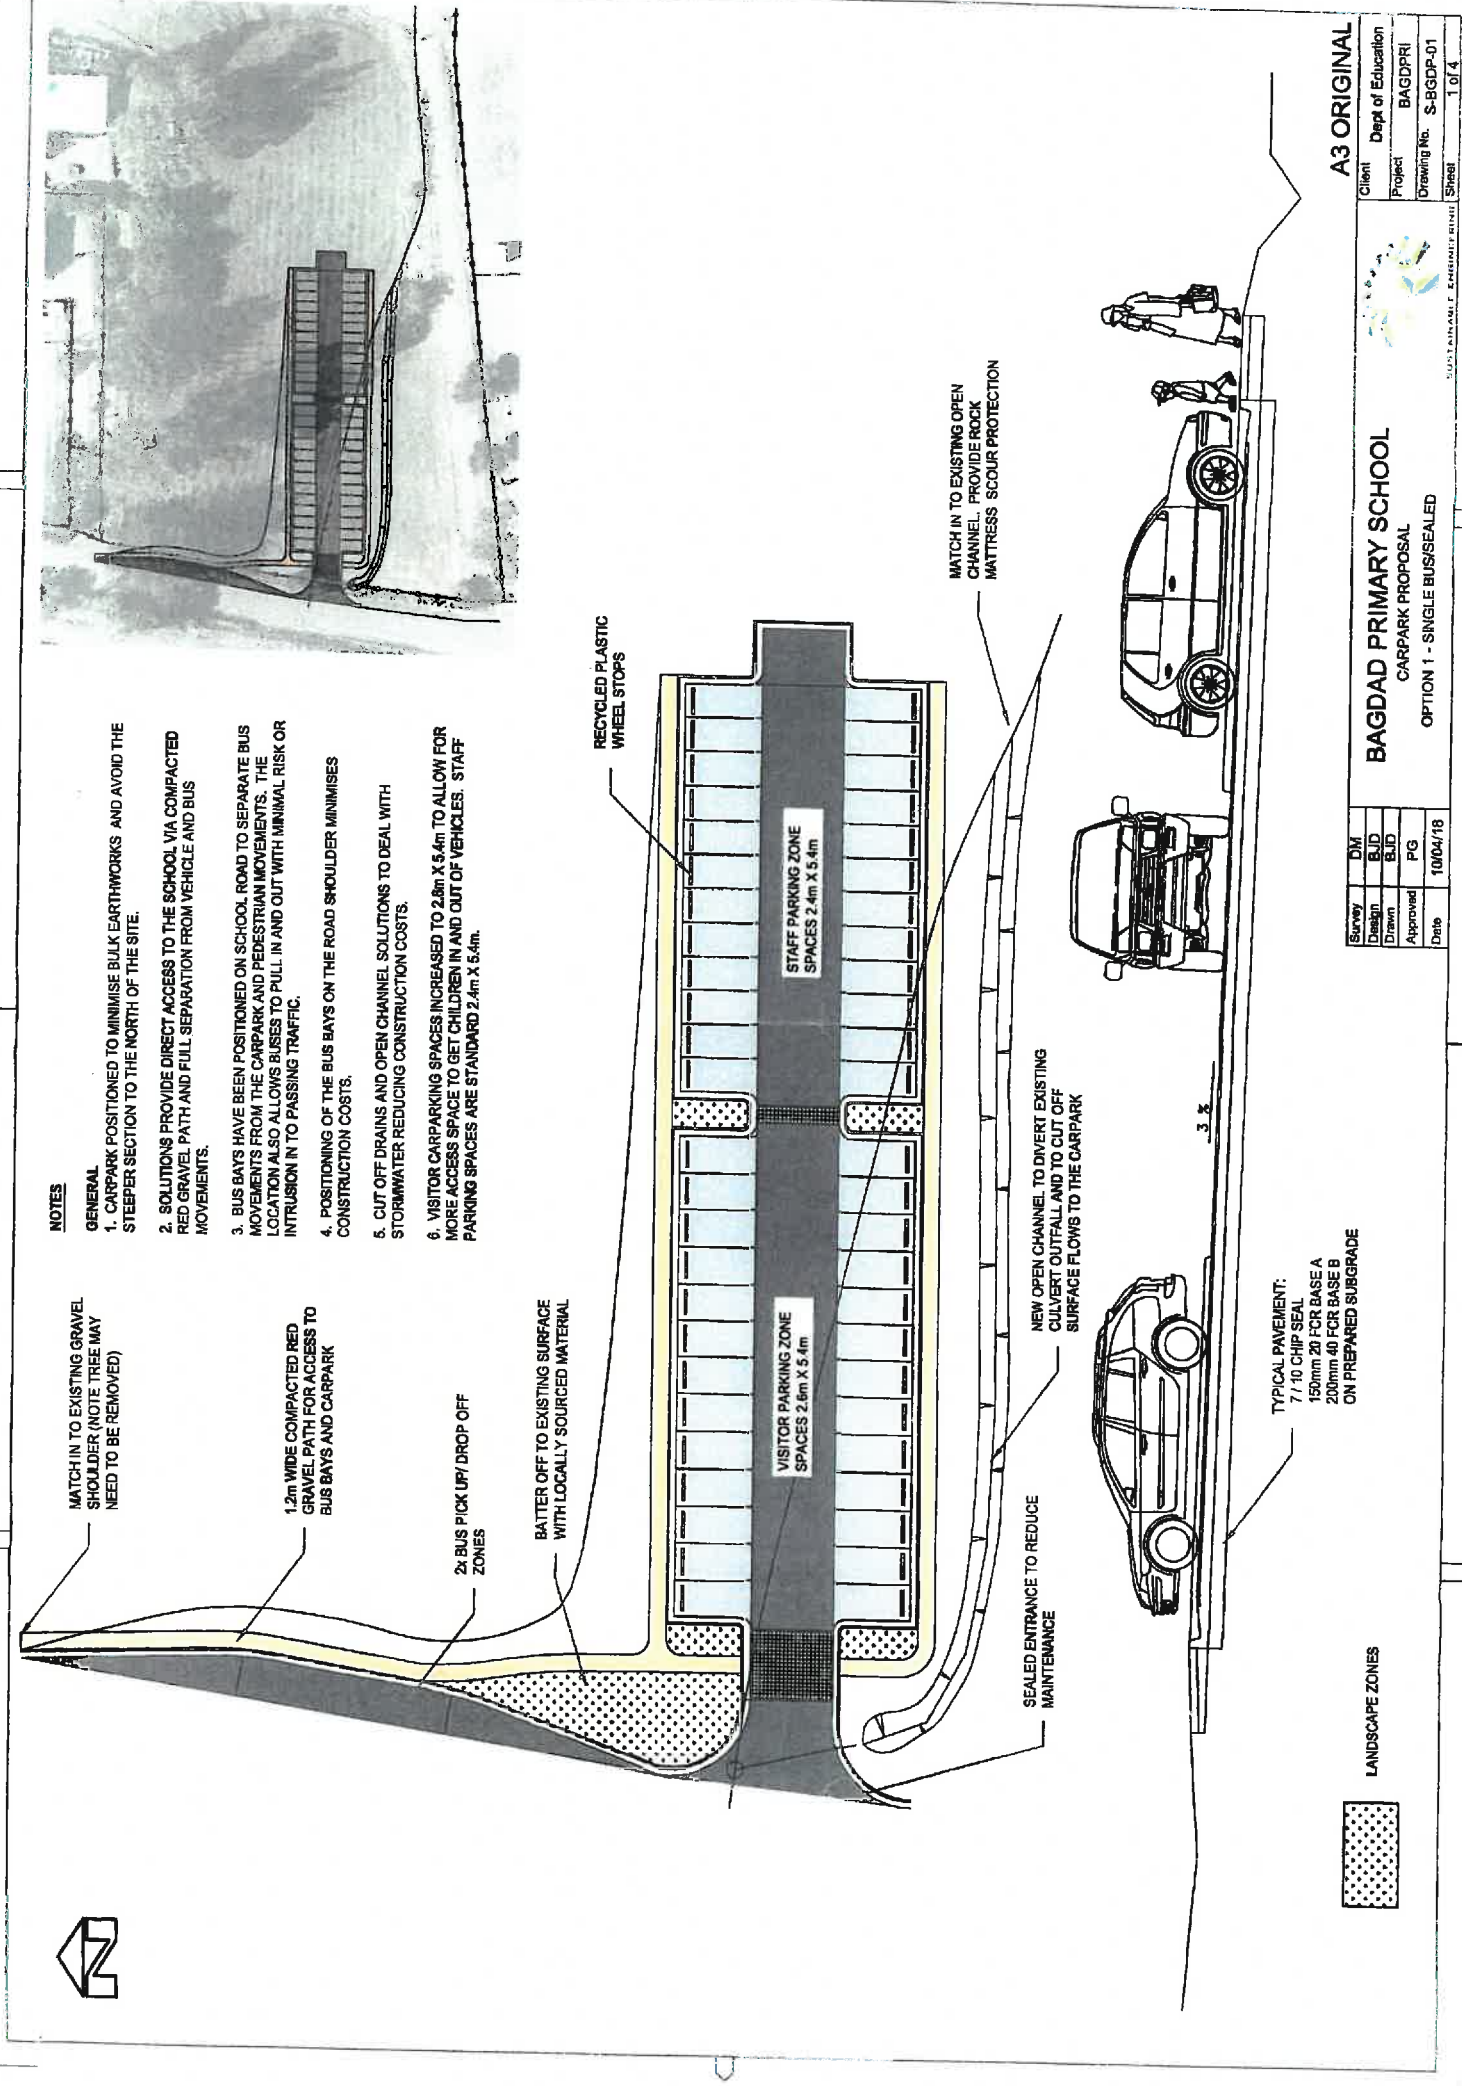 NOTES
GENERAL
1. CARPARK POSITIONED TO MINIMISE BULK EARTHWORKS AND AVOID THE
STEEPER SECTION TO THE NORTH OF THE SITE.
2. SOLUTIONS PROVIDE DIRECT ACCESS TO THE SCHOOL VIA COMPACTED
RED GRAVEL PATH AND FULL SEPARATION FROM VEHICLE AND BUS
MOVEMENTS.
3. BUS BAYS HAVE BEEN POSITIONED ON SCHOOL ROAD TO SEPARATE BUS
MOVEMENTS FROM THE CARPARK AND PEDESTRIAN MOVEMENTS. THE
LOCATION ALSO ALLOWS BUSES TO PULL IN AND OUT WITH MINIMAL RISK OR
INTRUSION IN TO PASSING TRAFFIC.
4. POSITIONING OF THE BUS BAYS ON THE ROAD SHOULDER MINIMISES
CONSTRUCTION COSTS.
5. CUT OFF DRAINS AND OPEN CHANNEL SOLUTIONS TO DEAL WITH
STORMWATER REDUCING CONSTRUCTION COSTS.
6. VISITOR CARPARKING SPACES INCREASED TO 2.6m X 5.4m TO ALLOW FOR
MORE ACCESS SPACE TO GET CHILDREN IN AND OUT OF VEHICLES. STAFF
PARKING SPACES ARE STANDARD 2.4m X 5.4m.
MATCH IN TO EXISTING GRAVEL
SHOULDER (NOTE TREE MAY
NEED TO BE REMOVED)
1.2m WIDE COMPACTED RED
GRAVEL PATH FOR ACCESS TO
BUS BAYS AND CARPARK
2x BUS PICK UP/ DROP OFF
ZONES
BATTER OFF TO EXISTING SURFACE
WITH LOCALLY SOURCED MATERIAL
RECYCLED PLASTIC
WHEEL STOPS
VISITOR PARKING ZONE
SPACES 2.6m X 5.4m
STAFF PARKING ZONE
SPACES 2.4m X 5.4m
MATCH IN TO EXISTING OPEN
CHANNEL, PROVIDE ROCK
MATTRESS SCOUR PROTECTION
SEALED ENTRANCE TO REDUCE
MAINTENANCE
NEW OPEN CHANNEL TO DIVERT EXISTING
CULVERT OUTFALL AND TO CUT OFF
SURFACE FLOWS TO THE CARPARK
3 %
TYPICAL PAVEMENT:
7 / 10 CHIP SEAL
150mm 20 FCR BASE A
200mm 40 FCR BASE B
ON PREPARED SUBGRADE
LANDSCAPE ZONES
A3 ORIGINAL
Survey DM
Design BJD
Drawn BJD
Approved PG
Date 10/04/18
BAGDAD PRIMARY SCHOOL
CARPARK PROPOSAL
OPTION 1 - SINGLE BUS/SEALED
SUSTAINABLE ENGINEERING
Client Dept of Education
Project BAGDPRI
Drawing No. S-BGDP-01
Sheet 1 of 4
N